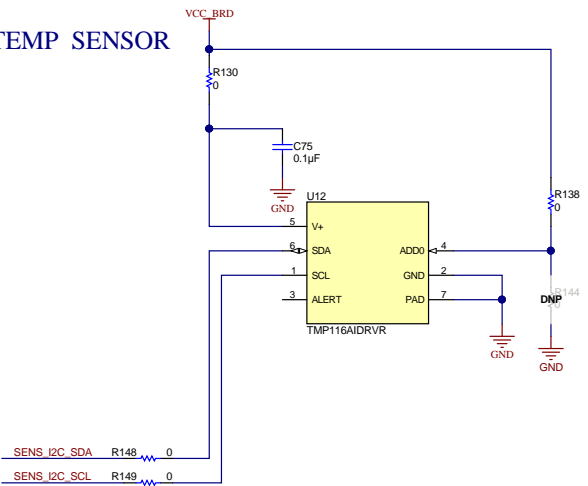 VCC_BRD
TEMP SENSOR
R130
0
C75
0.1µF
GND
R138
0
U12
5 V+
6 SDA ADD0 4
1 SCL GND 2
3 ALERT PAD 7
TMP116AIDRVR
R144
0
DNP
GND
GND
SENS_I2C_SDA R148 0
SENS_I2C_SCL R149 0